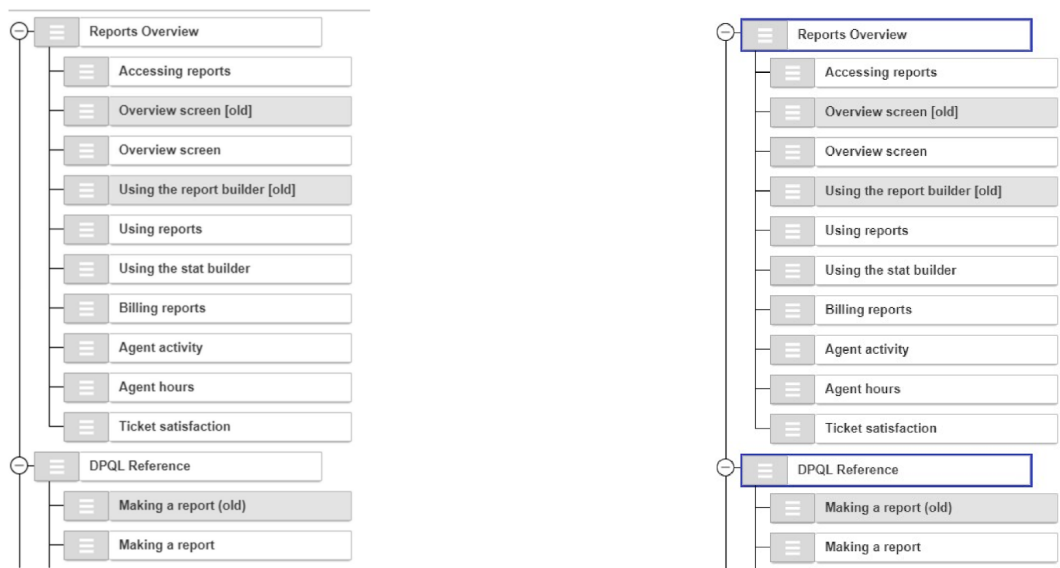 Reports Overview
Accessing reports
Overview screen [old]
Overview screen
Using the report builder [old]
Using reports
Using the stat builder
Billing reports
Agent activity
Agent hours
Ticket satisfaction
DPQL Reference
Making a report (old)
Making a report
Reports Overview
Accessing reports
Overview screen [old]
Overview screen
Using the report builder [old]
Using reports
Using the stat builder
Billing reports
Agent activity
Agent hours
Ticket satisfaction
DPQL Reference
Making a report (old)
Making a report